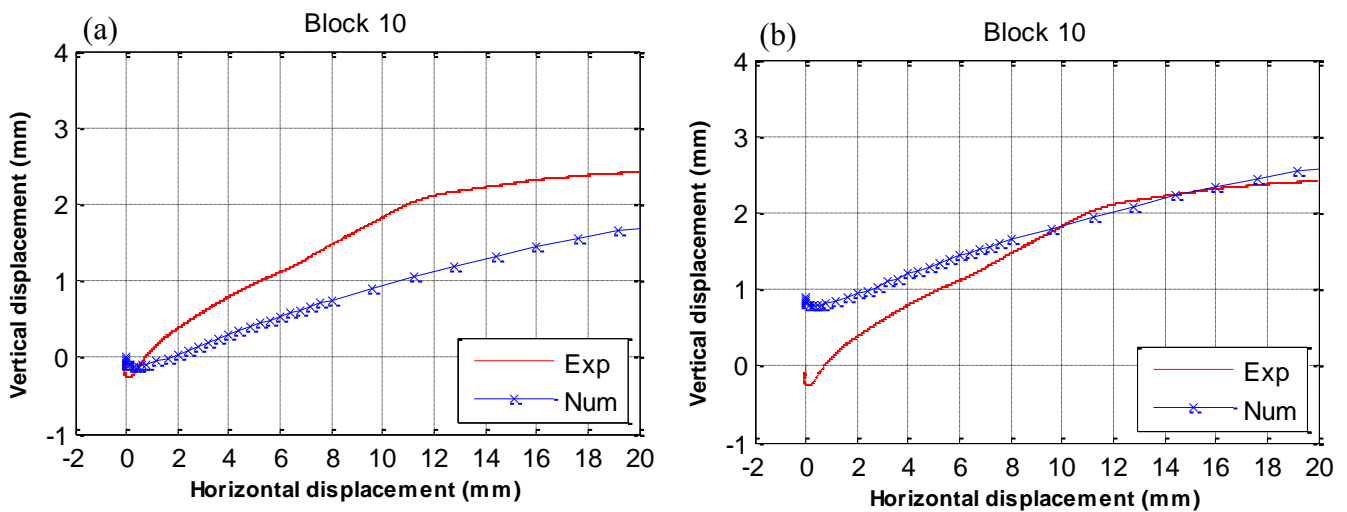 (a)
Block 10
4
3
2
1
0
-1
-2 0 2 4 6 8 10 12 14 16 18 20
Vertical displacement (mm)
Horizontal displacement (mm)
Exp
Num
(b)
Block 10
4
3
2
1
0
-1
-2 0 2 4 6 8 10 12 14 16 18 20
Vertical displacement (mm)
Horizontal displacement (mm)
Exp
Num